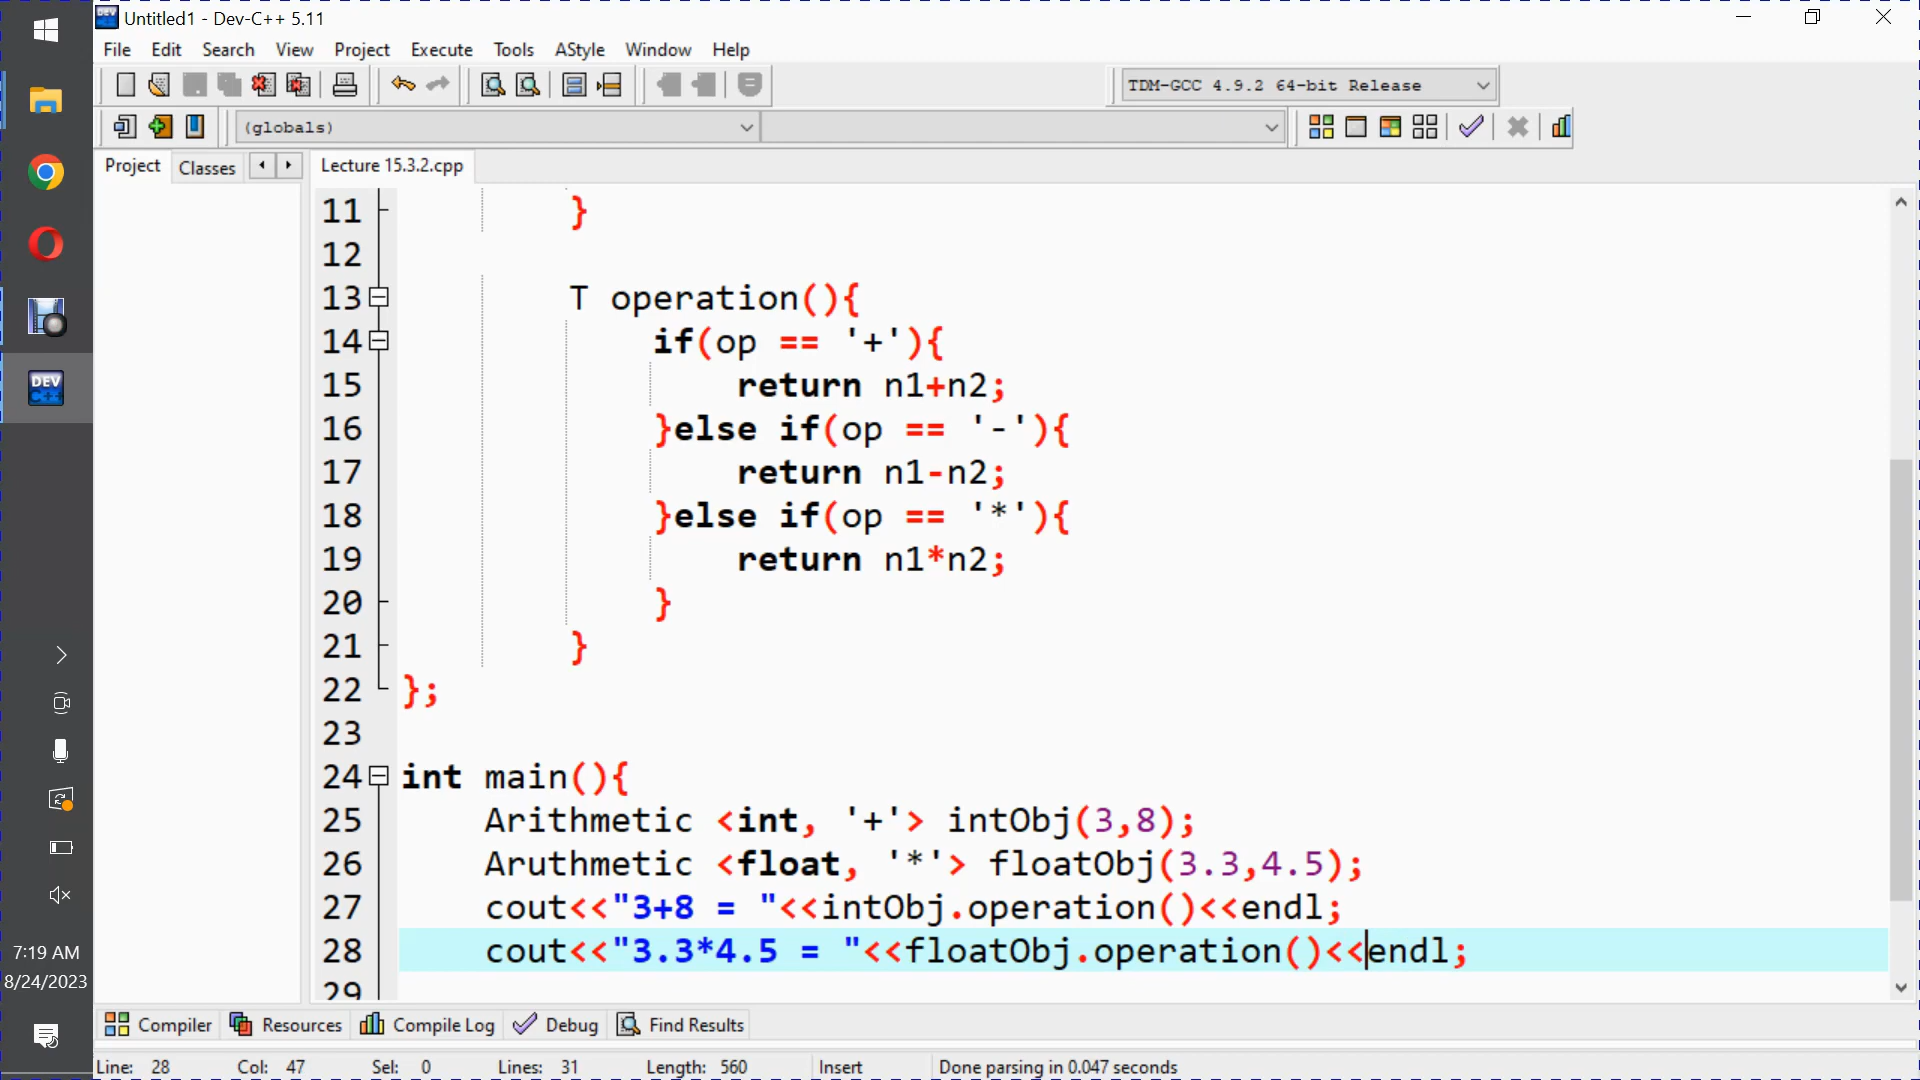 Untitled1 - Dev-C++ 5.11
File Edit Search View Project Execute Tools AStyle Window Help
TDM-GCC 4.9.2 64-bit Release
(globals)
Project Classes Lecture 15.3.2.cpp
11 }
12
13 T operation(){
14 if(op == '+'){
15 return n1+n2;
16 }else if(op == '-'){
17 return n1-n2;
18 }else if(op == '*'){
19 return n1*n2;
20 }
21 }
22 };
23
24 int main(){
25 Arithmetic <int, '+'> intObj(3,8);
26 Aruthmetic <float, '*'> floatObj(3.3,4.5);
27 cout<<"3+8 = "<<intObj.operation()<<endl;
28 cout<<"3.3*4.5 = "<<floatObj.operation()<<endl;
29
Compiler Resources Compile Log Debug Find Results
Line: 28 Col: 47 Sel: 0 Lines: 31 Length: 560 Insert Done parsing in 0.047 seconds
DEV
C++
7:19 AM
8/24/2023